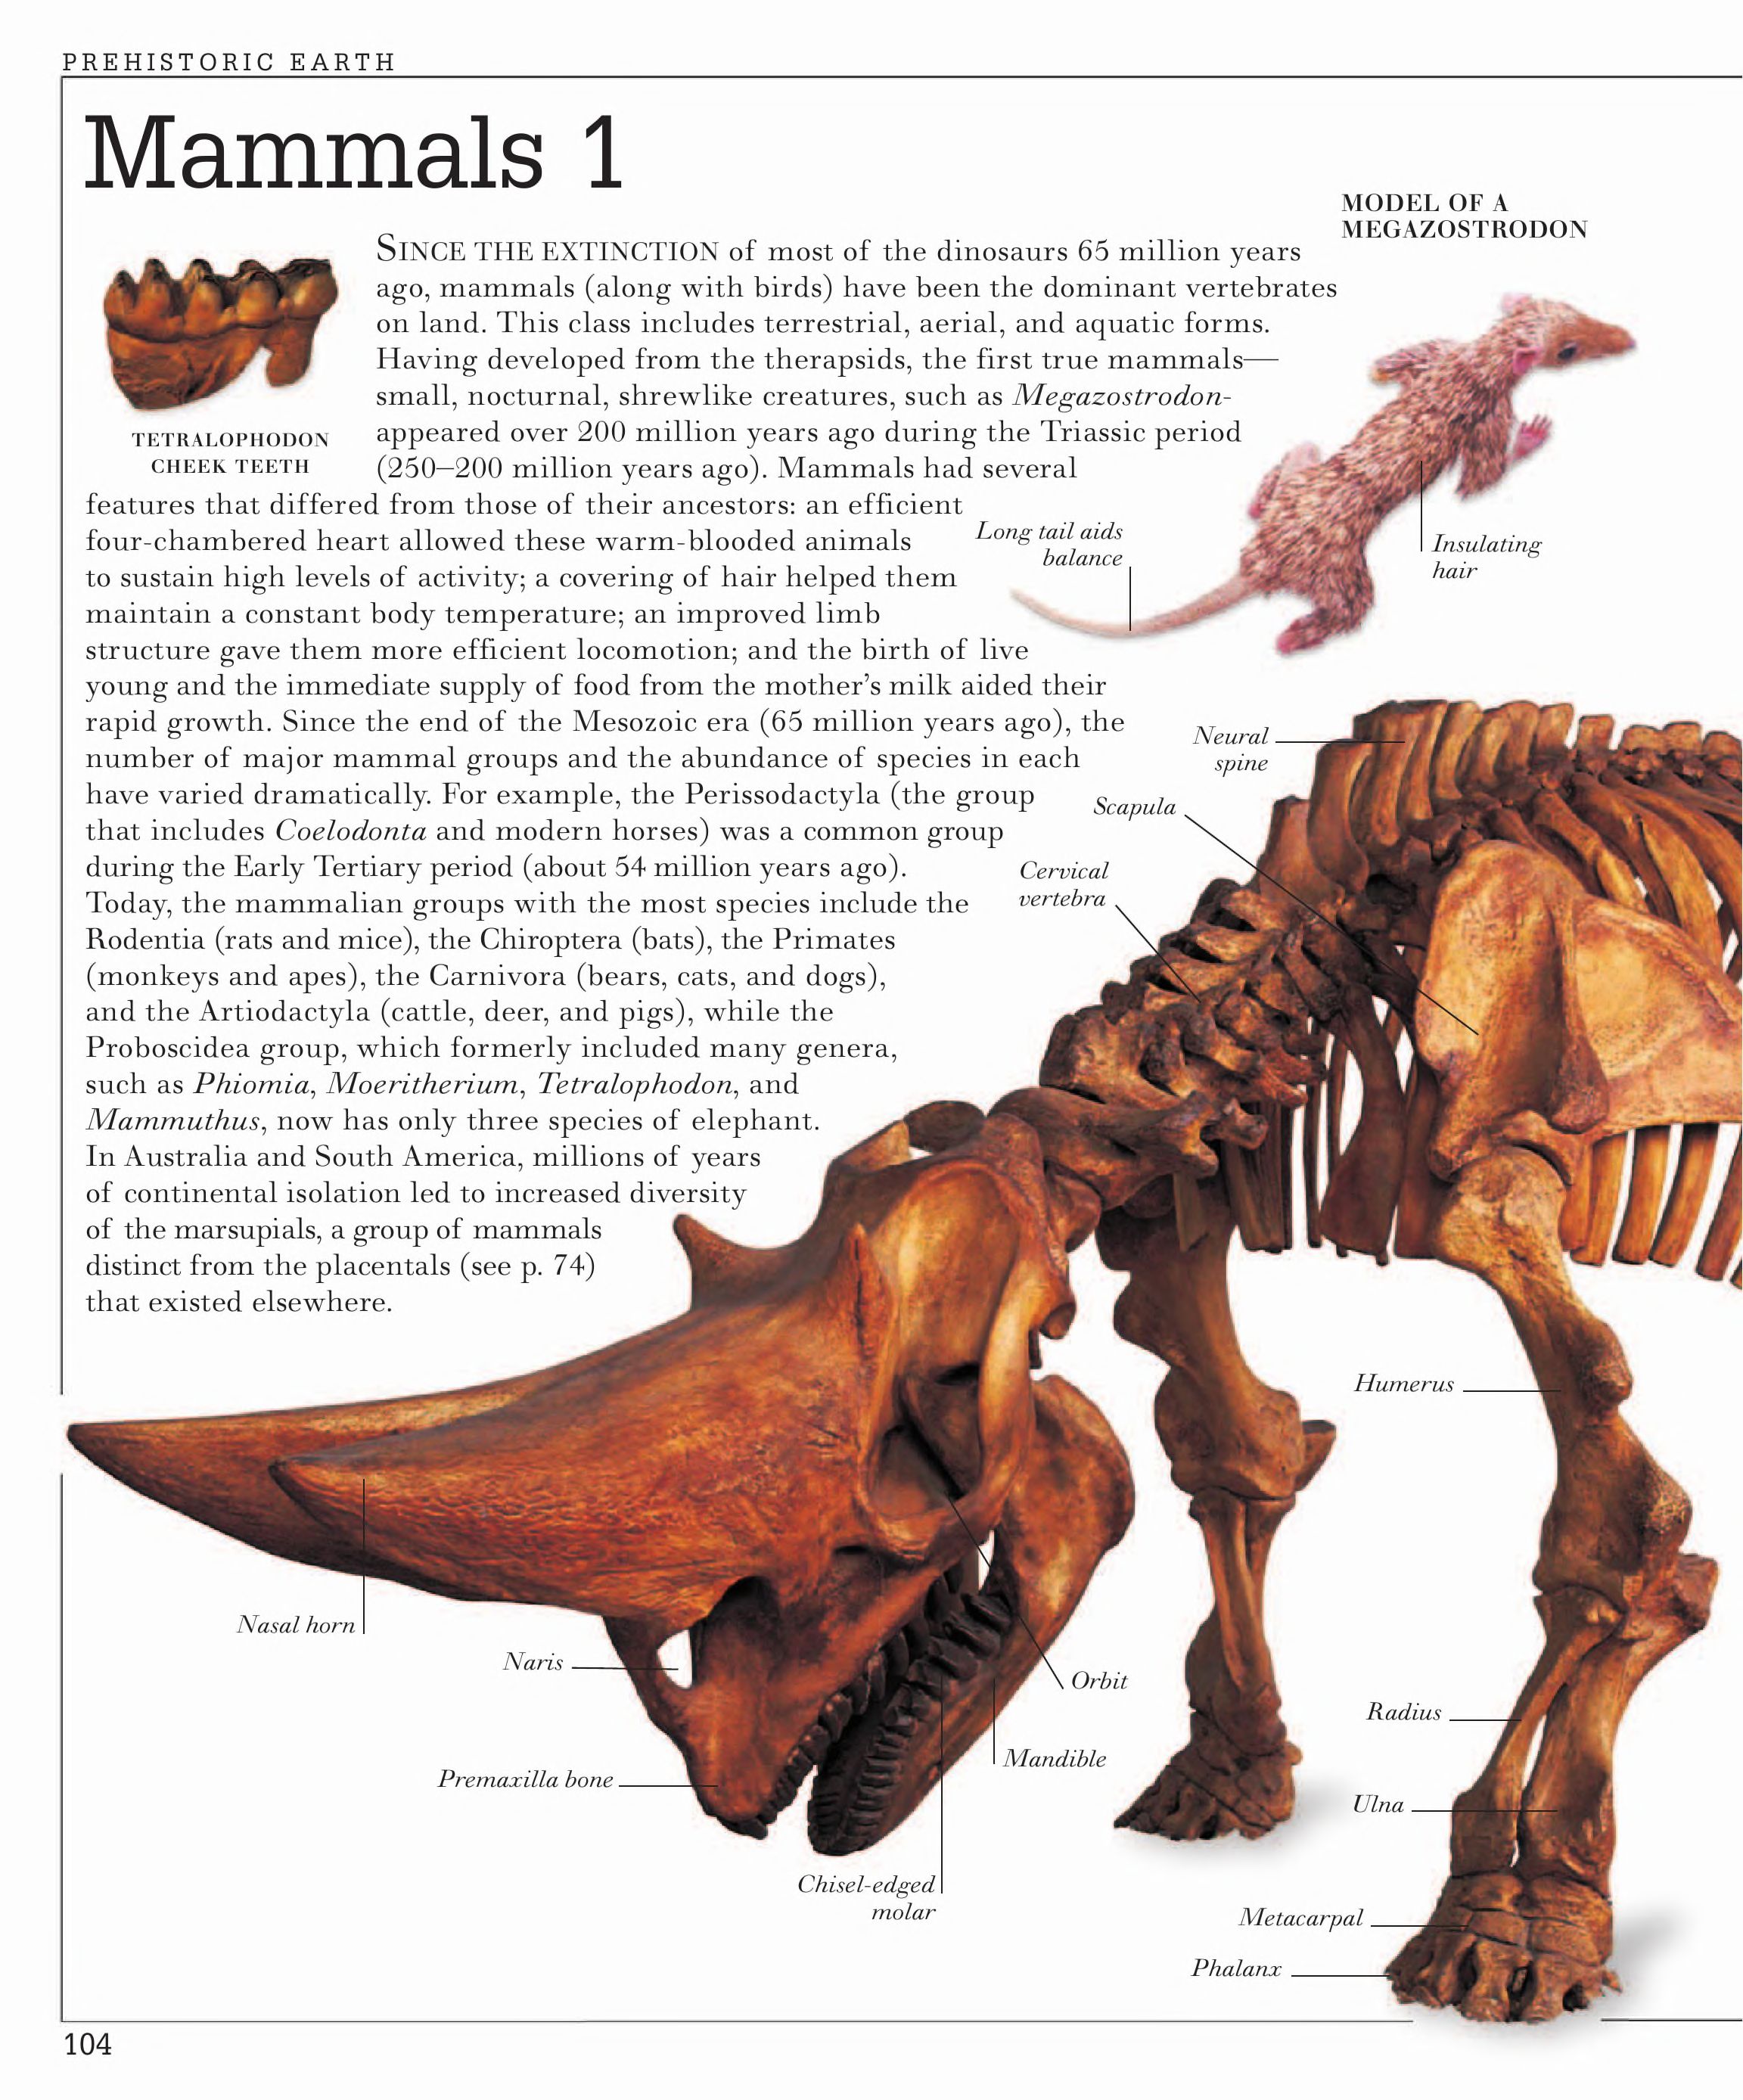 PREHISTORIC EARTH
Mammals 1
SINCE THE EXTINCTION of most of the dinosaurs 65 million years
ago, mammals (along with birds) have been the dominant vertebrates
on land. This class includes terrestrial, aerial, and aquatic forms.
Having developed from the therapsids, the first true mammals—
small, nocturnal, shrewlike creatures, such as Megazostrodon-
appeared over 200 million years ago during the Triassic period
(250–200 million years ago). Mammals had several
features that differed from those of their ancestors: an efficient
four-chambered heart allowed these warm-blooded animals
to sustain high levels of activity; a covering of hair helped them
maintain a constant body temperature; an improved limb
structure gave them more efficient locomotion; and the birth of live
young and the immediate supply of food from the mother’s milk aided their
rapid growth. Since the end of the Mesozoic era (65 million years ago), the
number of major mammal groups and the abundance of species in each
have varied dramatically. For example, the Perissodactyla (the group
that includes Coelodonta and modern horses) was a common group
during the Early Tertiary period (about 54 million years ago).
Today, the mammalian groups with the most species include the
Rodentia (rats and mice), the Chiroptera (bats), the Primates
(monkeys and apes), the Carnivora (bears, cats, and dogs),
and the Artiodactyla (cattle, deer, and pigs), while the
Proboscidea group, which formerly included many genera,
such as Phiomia, Moeritherium, Tetralophodon, and
Mammuthus, now has only three species of elephant.
In Australia and South America, millions of years
of continental isolation led to increased diversity
of the marsupials, a group of mammals
distinct from the placentals (see p. 74)
that existed elsewhere.
TETRALOPHODON
CHEEK TEETH
MODEL OF A
MEGAZOSTRODON
Long tail aids
balance
Insulating
hair
Neural
spine
Scapula
Cervical
vertebra
Humerus
Nasal horn
Naris
Orbit
Radius
Mandible
Premaxilla bone
Ulna
Chisel-edged
molar
Metacarpal
Phalanx
104